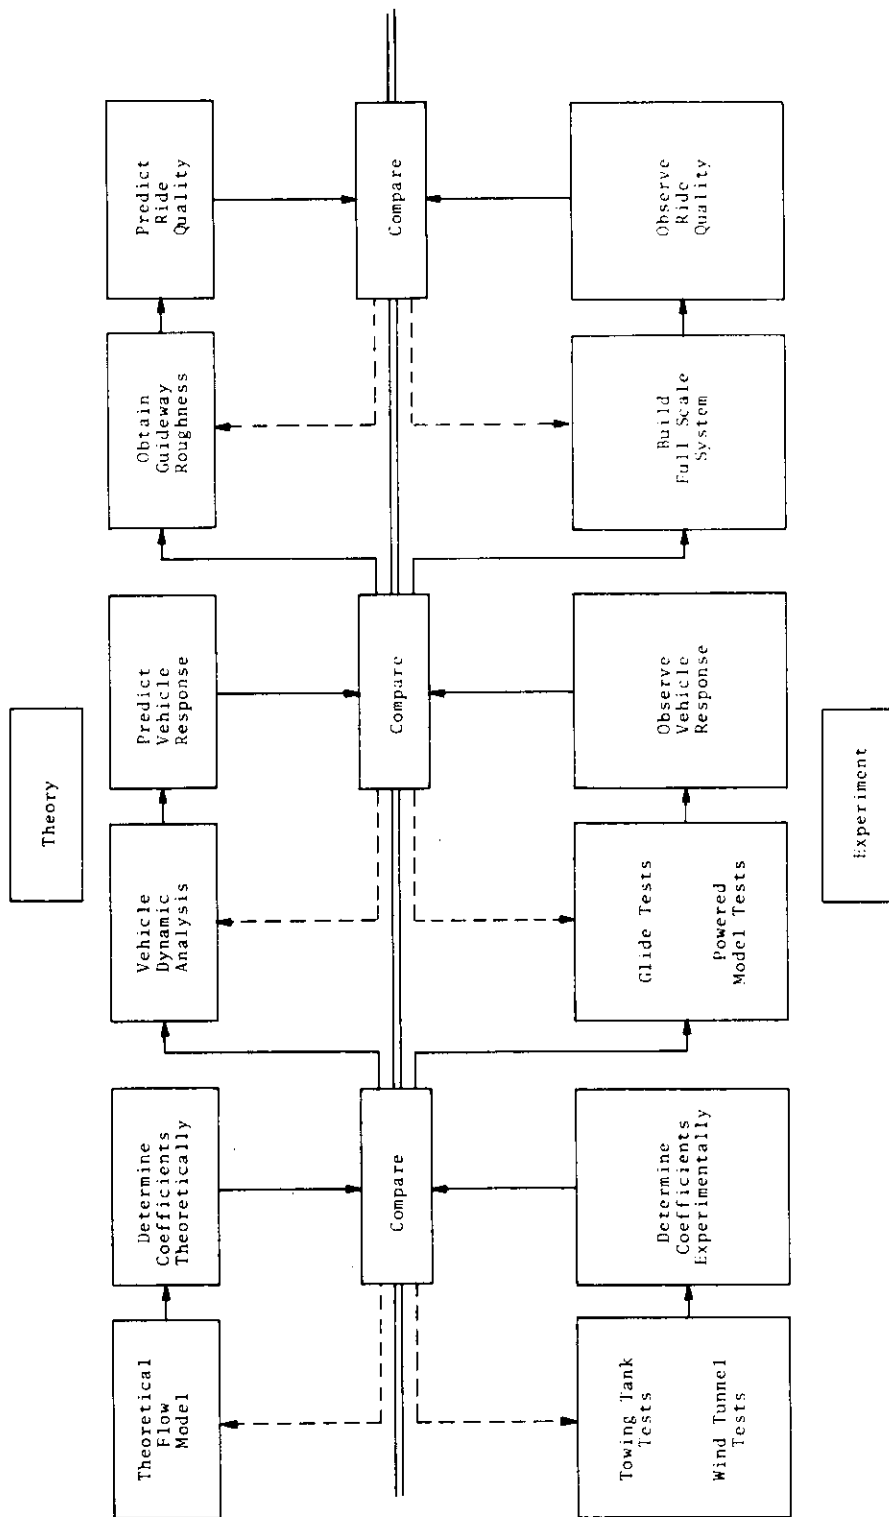 Theory
Theoretical
Flow
Model
Determine
Coefficients
Theoretically
Vehicle
Dynamic
Analysis
Predict
Vehicle
Response
Obtain
Guideway
Roughness
Predict
Ride
Quality
Compare
Compare
Compare
Towing Tank
Tests
Wind Tunnel
Tests
Determine
Coefficients
Experimentally
Glide Tests
Powered
Model Tests
Observe
Vehicle
Response
Build
Full Scale
System
Observe
Ride
Quality
Experiment